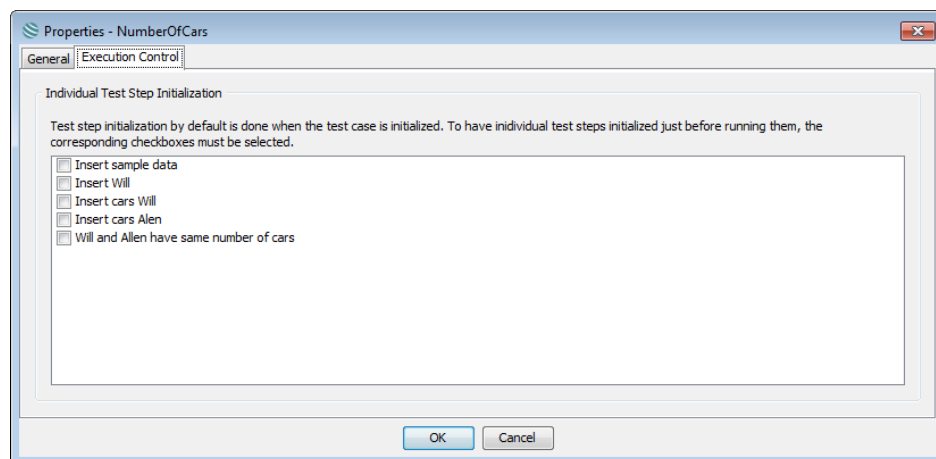 Properties - NumberOfCars
General
Execution Control
Individual Test Step Initialization
Test step initialization by default is done when the test case is initialized. To have inidividual test steps initialized just before running them, the
corresponding checkboxes must be selected.
Insert sample data
Insert Will
Insert cars Will
Insert cars Alen
Will and Allen have same number of cars
OK
Cancel